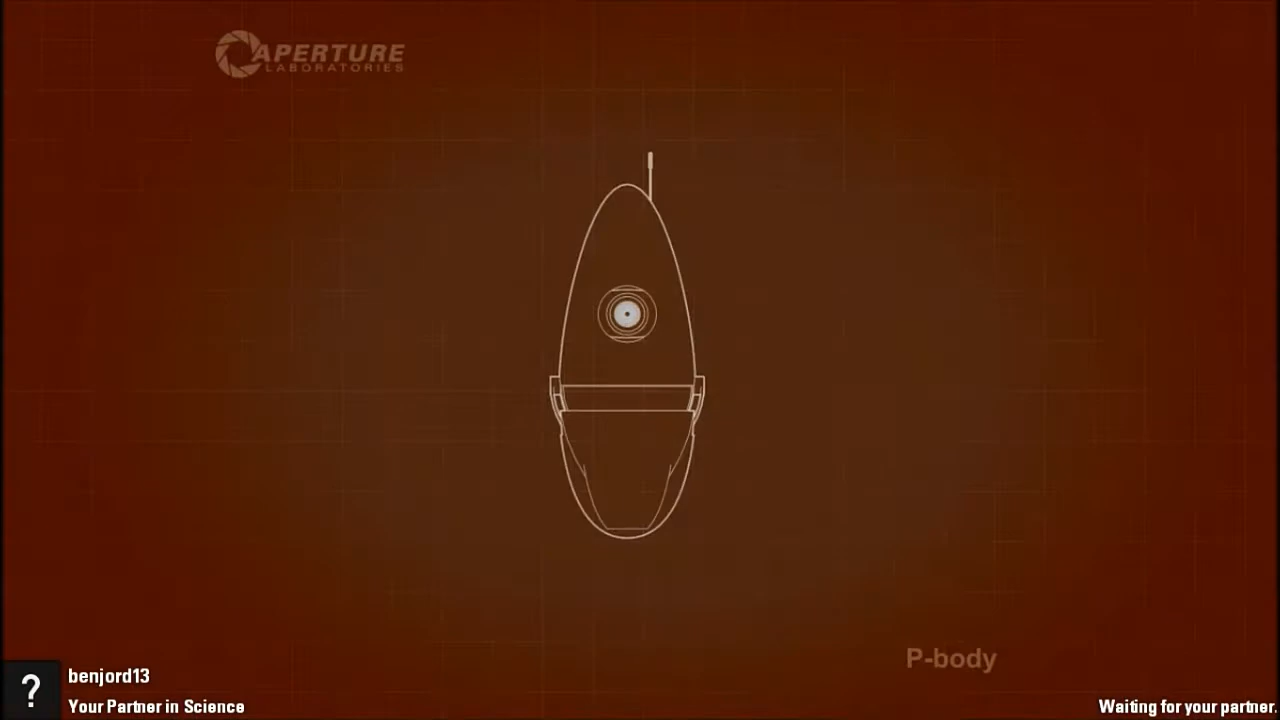 APERTURE
LABORATORIES
P-body
?
benjord13
Your Partner in Science
Waiting for your partner.